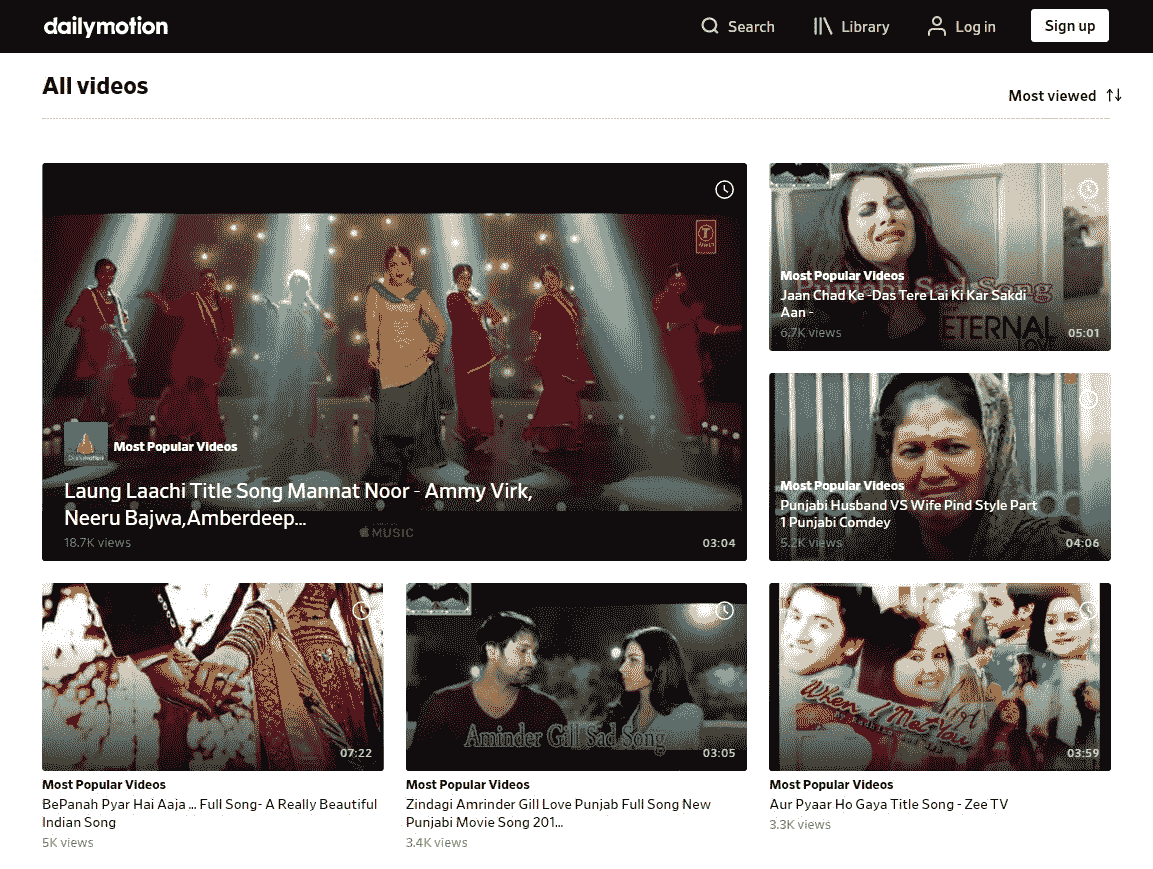 dailymotion
Search
Library
Log in
Sign up
All videos
Most viewed
Most Popular Videos
Laung Laachi Title Song Mannat Noor - Ammy Virk,
Neeru Bajwa,Amberdeep...
18.7K views
MUSIC
03:04
Punjabi Sad Song
Most Popular Videos
Jaan Chad Ke -Das Tere Lai Ki Kar Sakdi
Aan -
6.7K views
ETERNAL
05:01
Most Popular Videos
Punjabi Husband VS Wife Pind Style Part
1 Punjabi Comdey
5.2K views
04:06
07:22
Most Popular Videos
BePanah Pyar Hai Aaja ... Full Song- A Really Beautiful
Indian Song
5K views
Aminder Gill Sad Song
03:05
Most Popular Videos
Zindagi Amrinder Gill Love Punjab Full Song New
Punjabi Movie Song 201...
3.4K views
When I Met You
03:59
Most Popular Videos
Aur Pyaar Ho Gaya Title Song - Zee TV
3.3K views